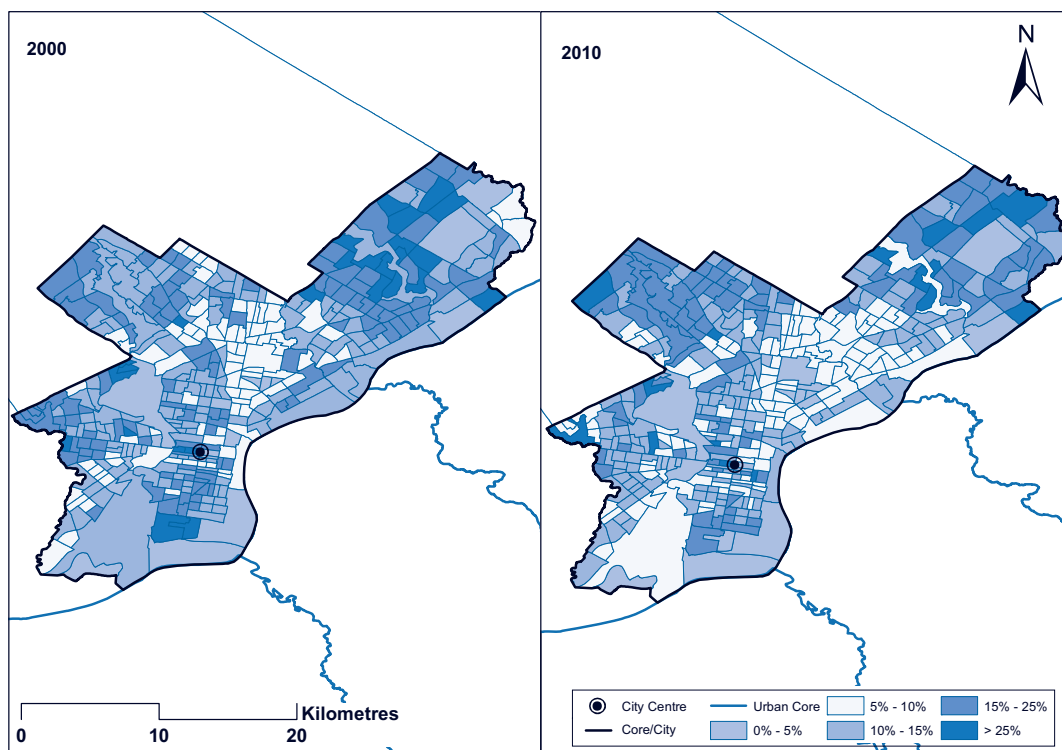 2000
2010
N
0
10
20
Kilometres
City Centre
Core/City
Urban Core
0% - 5%
5% - 10%
10% - 15%
15% - 25%
> 25%